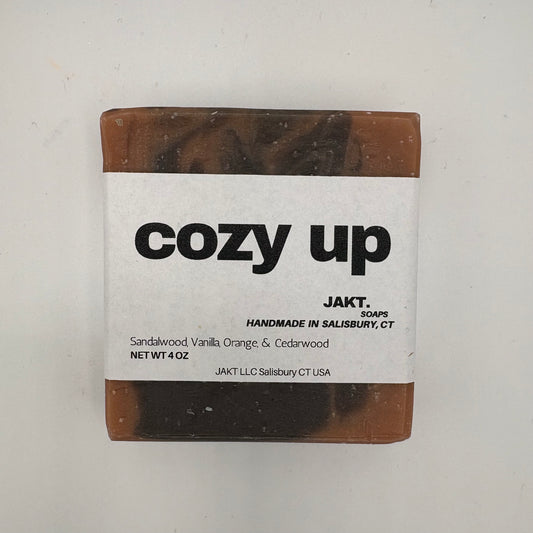 cozy up
JAKT.
SOAPS
HANDMADE IN SALISBURY, CT
Sandalwood, Vanilla, Orange, & Cedarwood
NET WT 4 OZ
JAKT LLC Salisbury CT USA